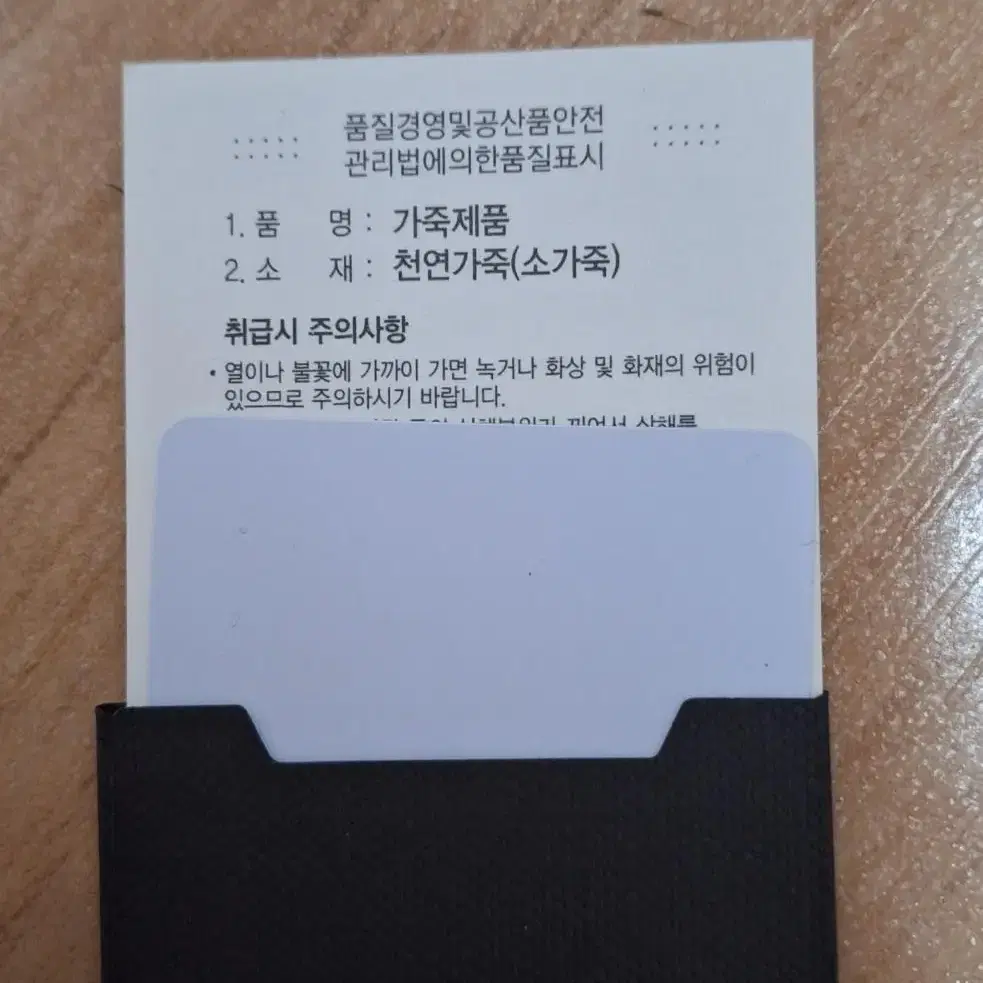 품질경영및공산품안전
관리법에의한품질표시
1. 품 명 : 가죽제품
2. 소 재 : 천연가죽(소가죽)
취급시 주의사항
• 열이나 불꽃에 가까이 가면 녹거나 화상 및 화재의 위험이
있으므로 주의하시기 바랍니다.